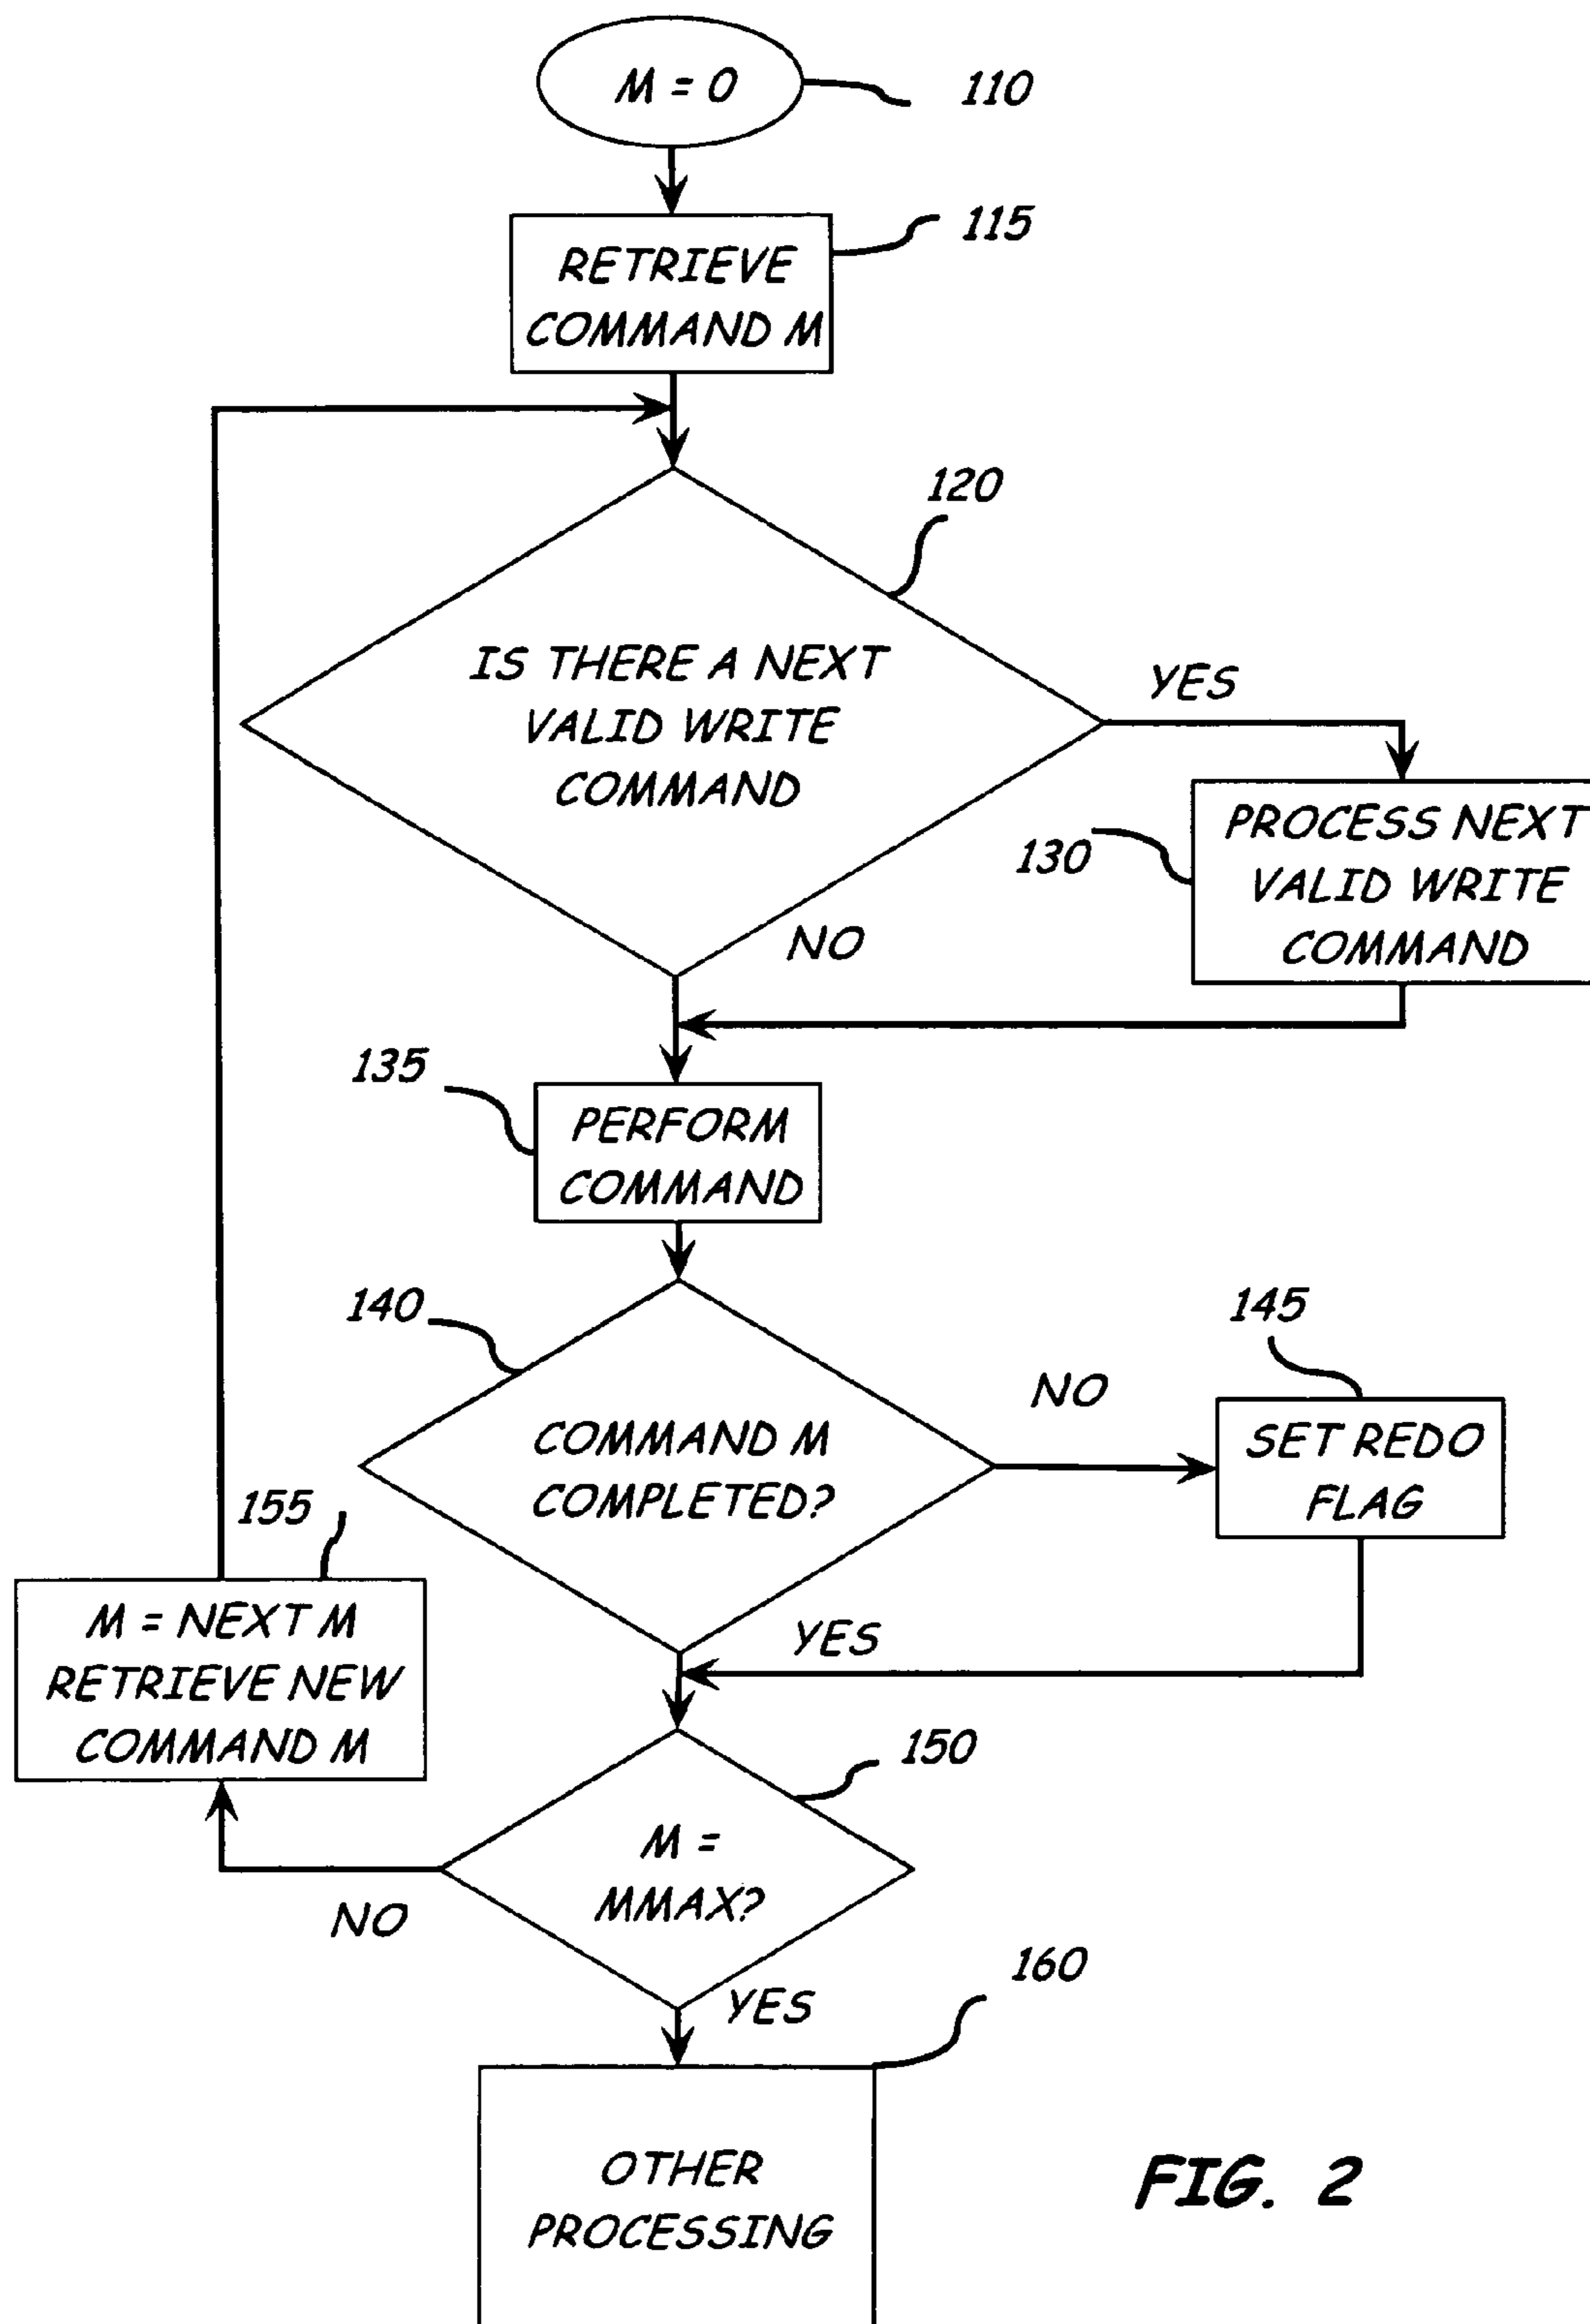 M = 0
110
115
RETRIEVE
COMMAND M
120
IS THERE A NEXT
VALID WRITE
COMMAND
YES
PROCESS NEXT
VALID WRITE
COMMAND
130
NO
135
PERFORM
COMMAND
140
COMMAND M
COMPLETED?
NO
145
SET REDO
FLAG
YES
155
M = NEXT M
RETRIEVE NEW
COMMAND M
150
M =
MMAX?
NO
YES
160
OTHER
PROCESSING
FIG. 2